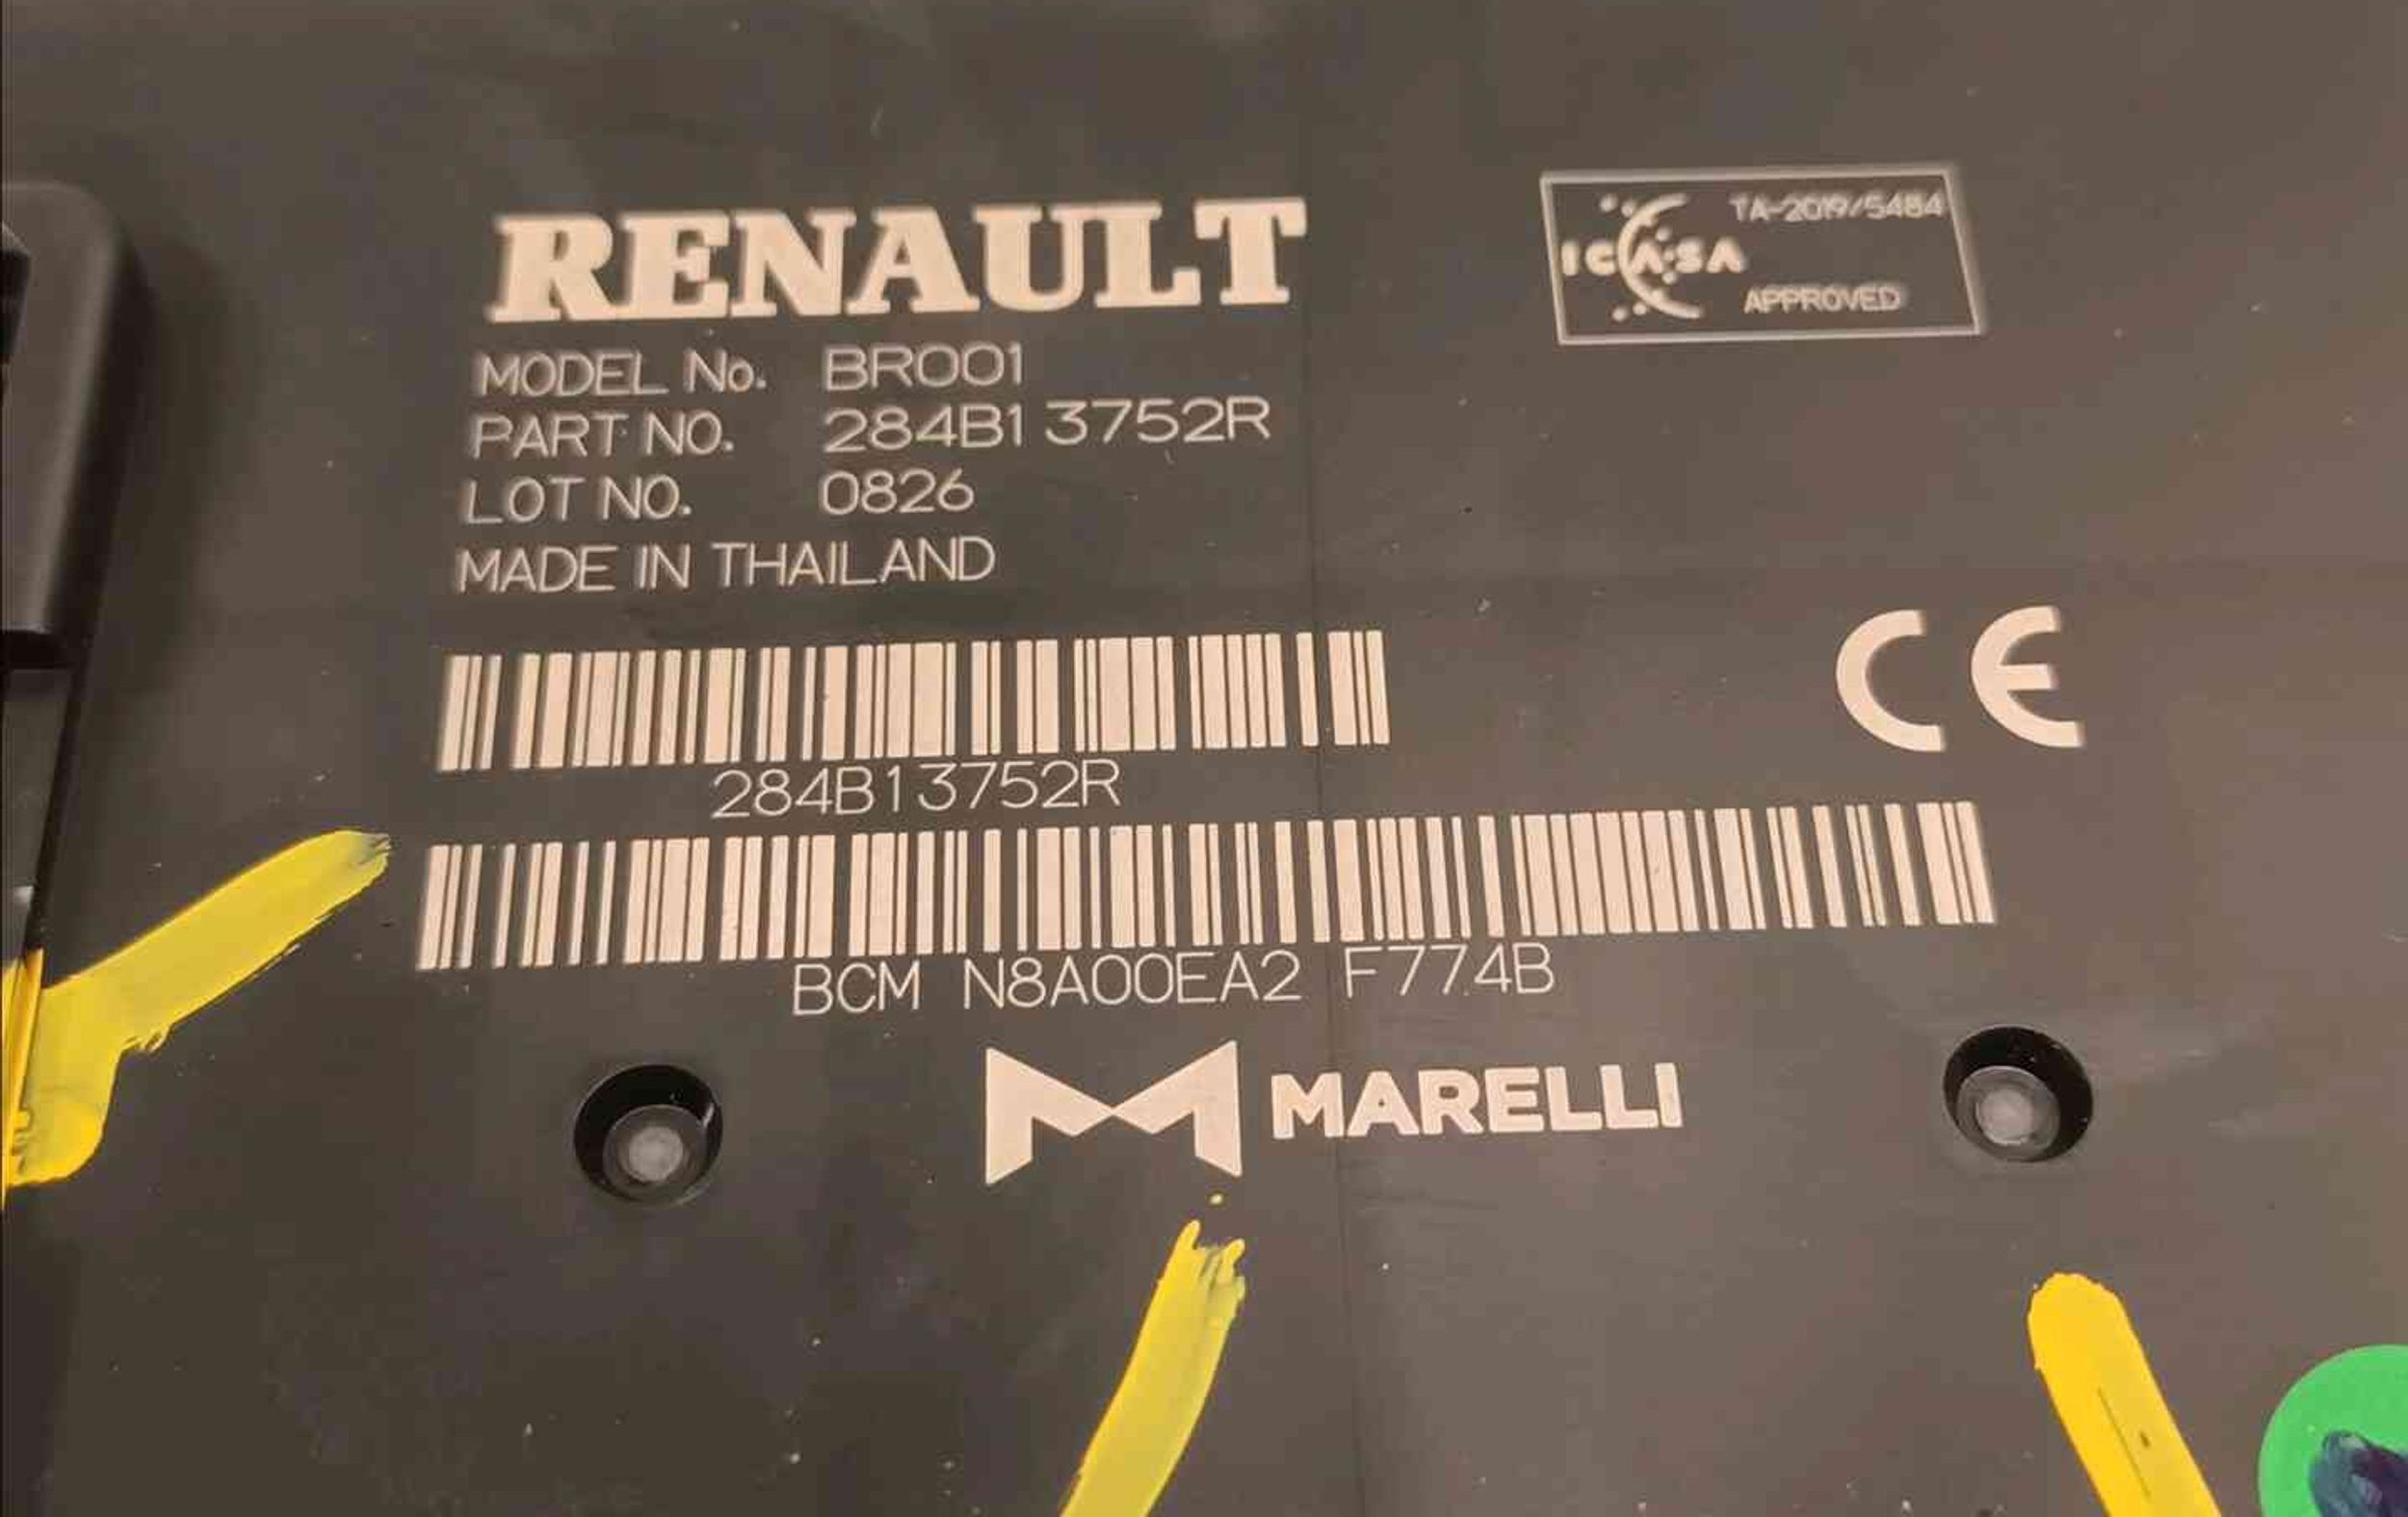 RENAULT
MODEL No. BR001
PART NO. 284B1 3752R
LOT NO. 0826
MADE IN THAILAND
TA-2019/5484
ICASA
APPROVED
CE
284B13752R
BCM N8A00EA2 F774B
MARELLI